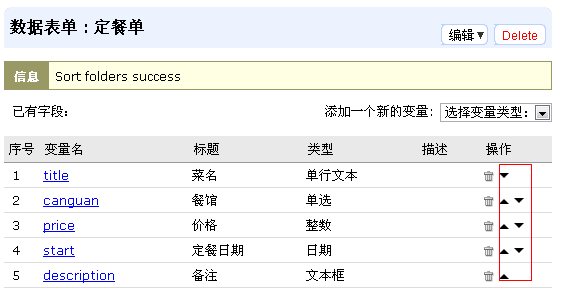 数据表单：定餐单
编辑▼ Delete
信息 Sort folders success
已有字段： 添加一个新的变量： 选择变量类型：
序号 变量名 标题 类型 描述 操作
1 title 菜名 单行文本
2 canguan 餐馆 单选
3 price 价格 整数
4 start 定餐日期 日期
5 description 备注 文本框